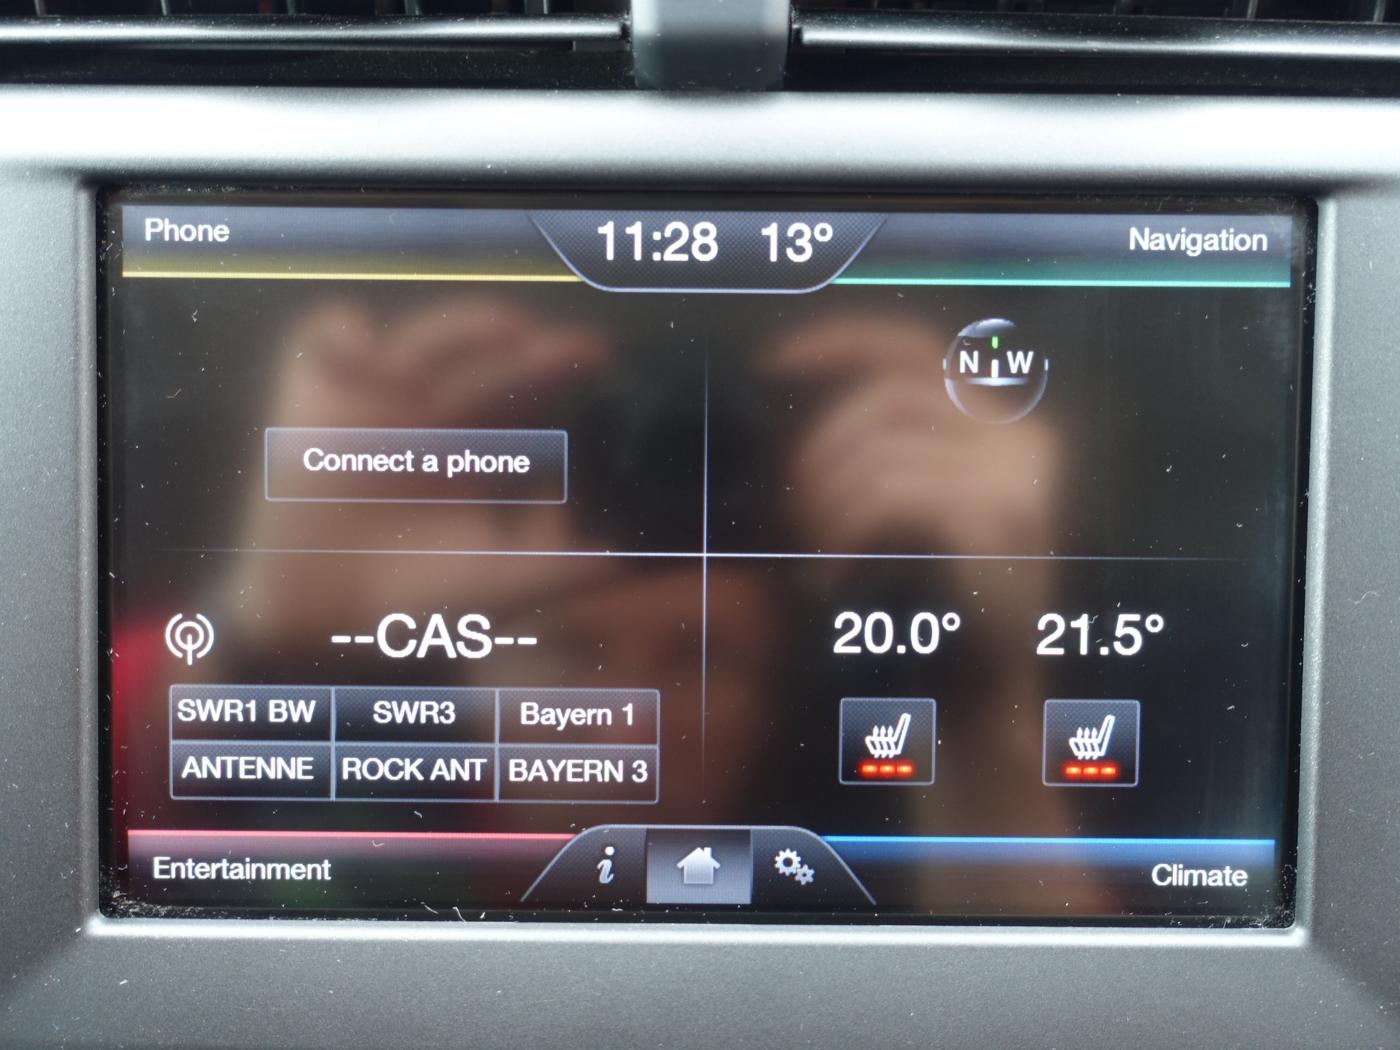 Phone
11:28 13°
Navigation
N W
Connect a phone
--CAS--
SWR1 BW SWR3 Bayern 1
ANTENNE ROCK ANT BAYERN 3
20.0° 21.5°
Entertainment
i
Climate